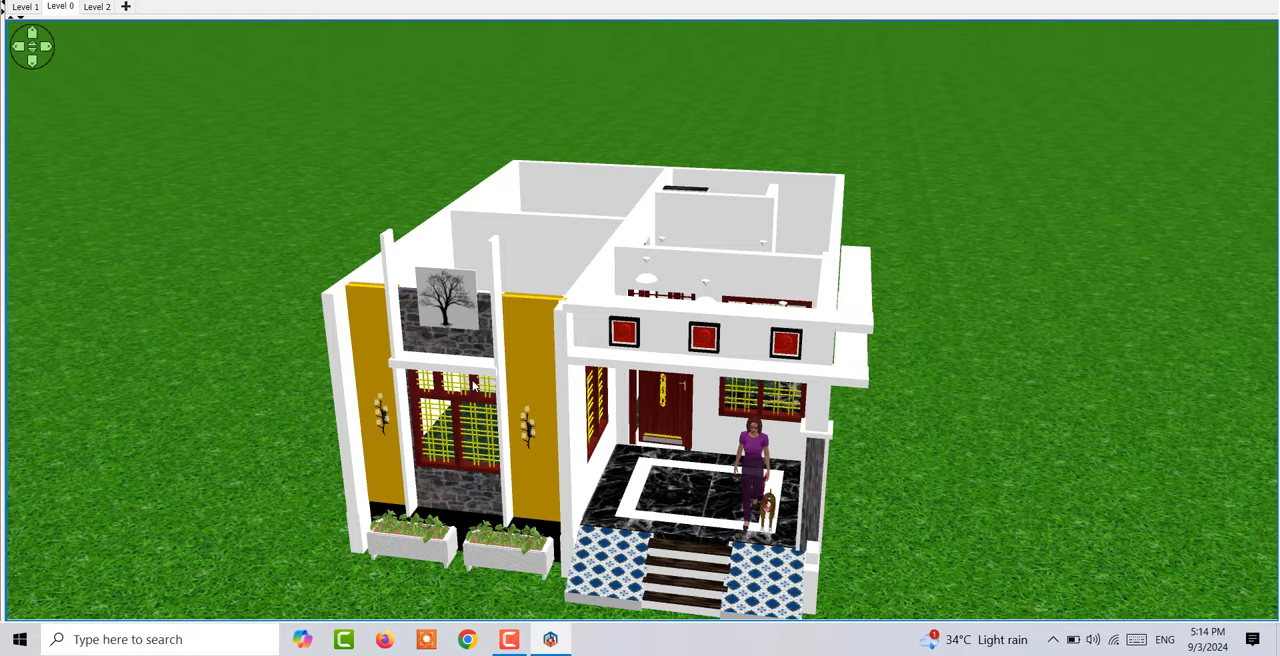 Level 1 Level 0 Level 2
Type here to search
1 34°C Light rain ENG 5:14 PM
9/3/2024